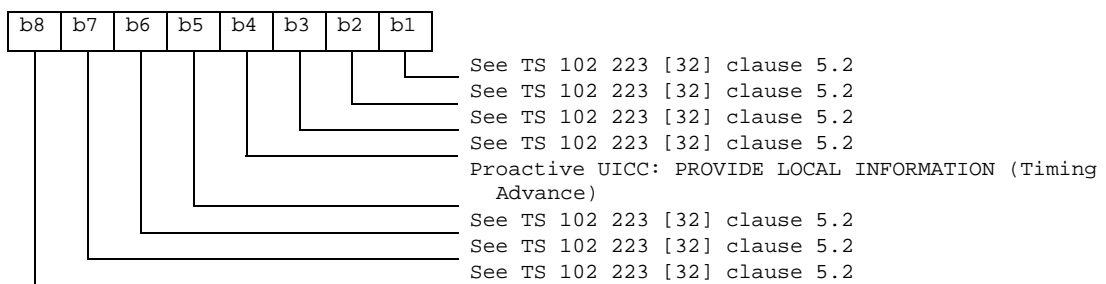 b8 b7 b6 b5 b4 b3 b2 b1
See TS 102 223 [32] clause 5.2
See TS 102 223 [32] clause 5.2
See TS 102 223 [32] clause 5.2
See TS 102 223 [32] clause 5.2
Proactive UICC: PROVIDE LOCAL INFORMATION (Timing
Advance)
See TS 102 223 [32] clause 5.2
See TS 102 223 [32] clause 5.2
See TS 102 223 [32] clause 5.2